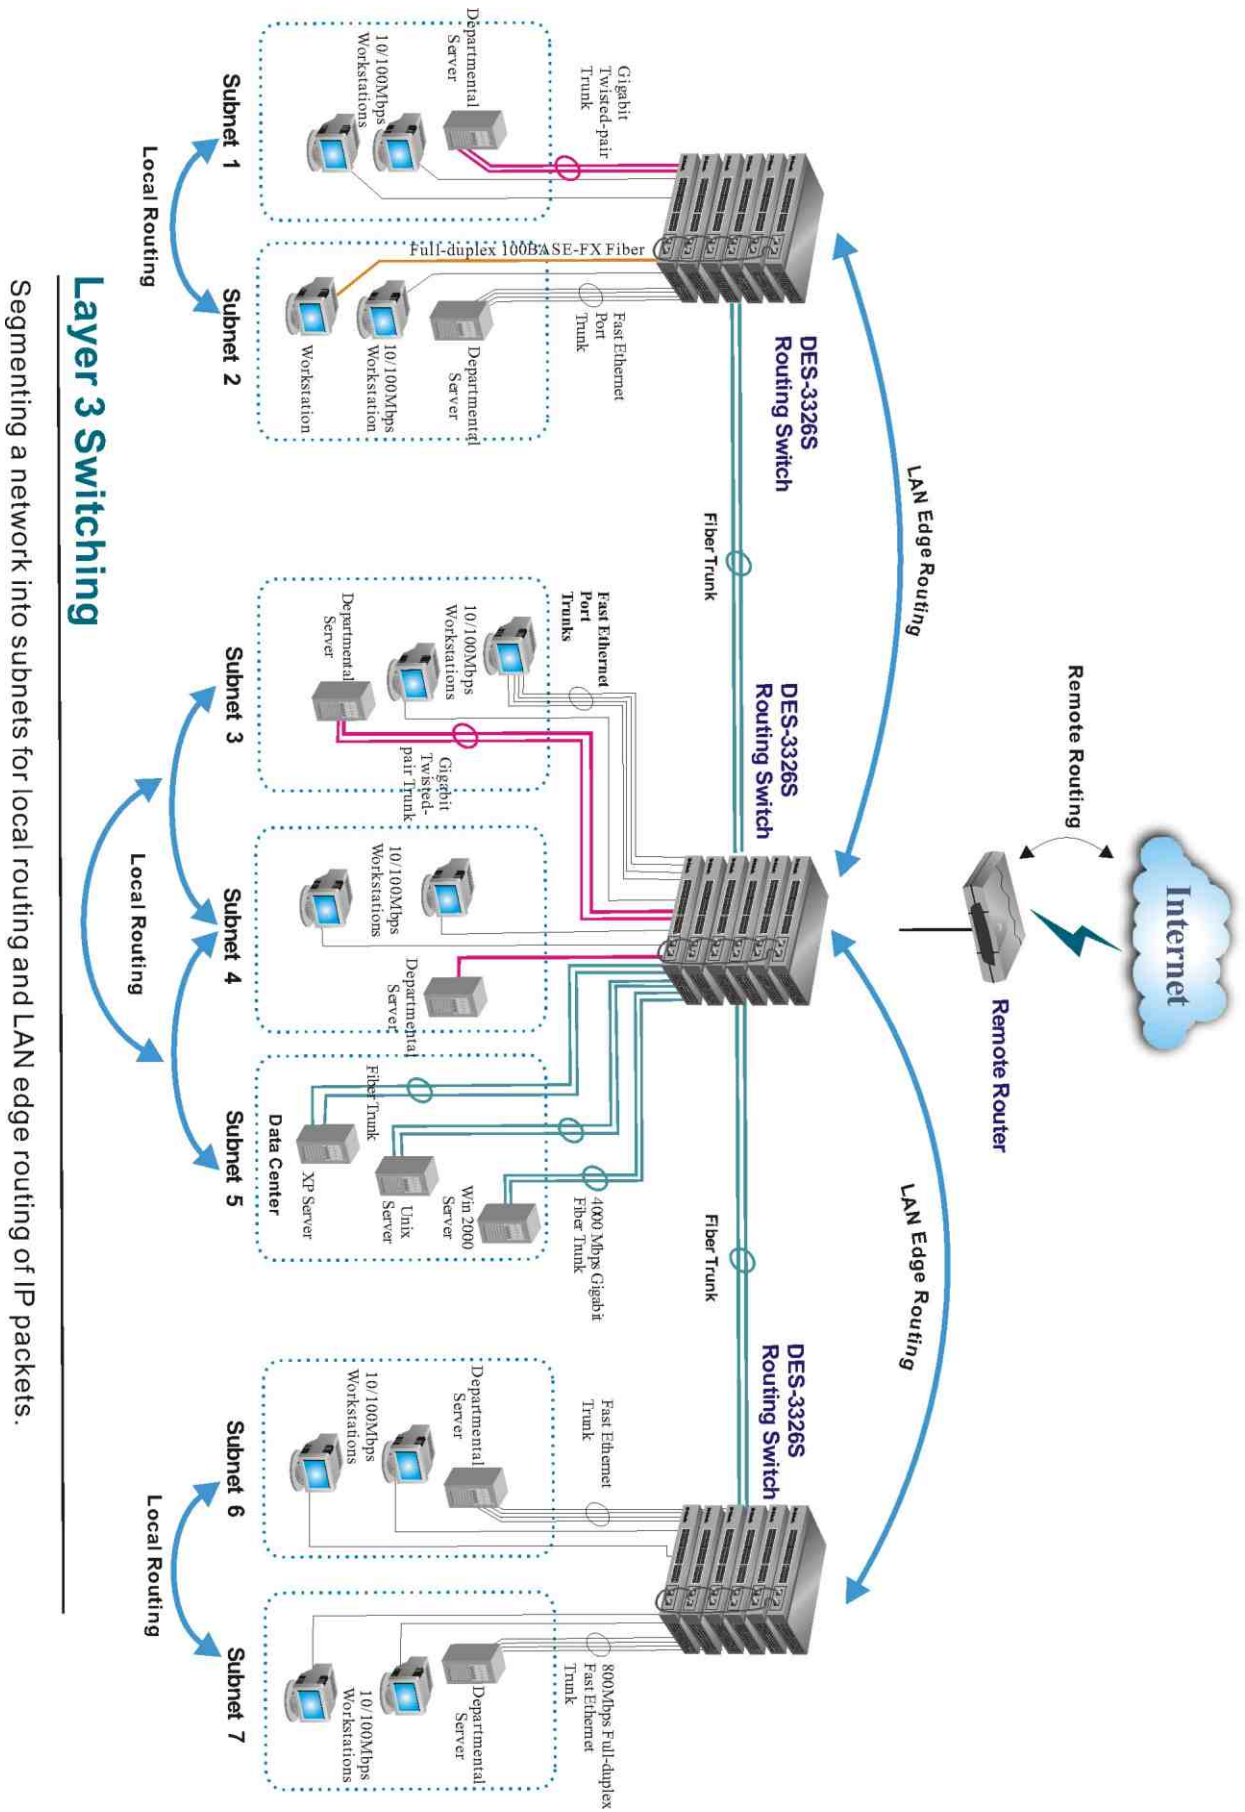 Internet
Remote Routing
Remote Router
LAN Edge Routing
LAN Edge Routing
DES-3326S
Routing Switch
DES-3326S
Routing Switch
DES-3326S
Routing Switch
Fiber Trunk
Fiber Trunk
Gigabit
Twisted-pair
Trunk
Departmental
Server
10/100Mbps
Workstations
Subnet 1
Full-duplex 100BASE-FX Fiber
Fast Ethernet
Port
Trunk
Departmental
Server
10/100Mbps
Workstation
Workstation
Subnet 2
Local Routing
Fast Ethernet
Port
Trunks
10/100Mbps
Workstations
Departmental
Server
Gigabit
Twisted-
pair Trunk
Subnet 3
10/100Mbps
Workstations
Departmental
Server
Subnet 4
4000 Mbps Gigabit
Fiber Trunk
Win 2000
Server
Unix
Server
Fiber Trunk
XP Server
Data Center
Subnet 5
Local Routing
Fast Ethernet
Trunk
Departmental
Server
10/100Mbps
Workstations
Subnet 6
800Mbps Full-duplex
Fast Ethernet
Trunk
Departmental
Server
10/100Mbps
Workstations
Subnet 7
Local Routing
Layer 3 Switching
Segmenting a network into subnets for local routing and LAN edge routing of IP packets.